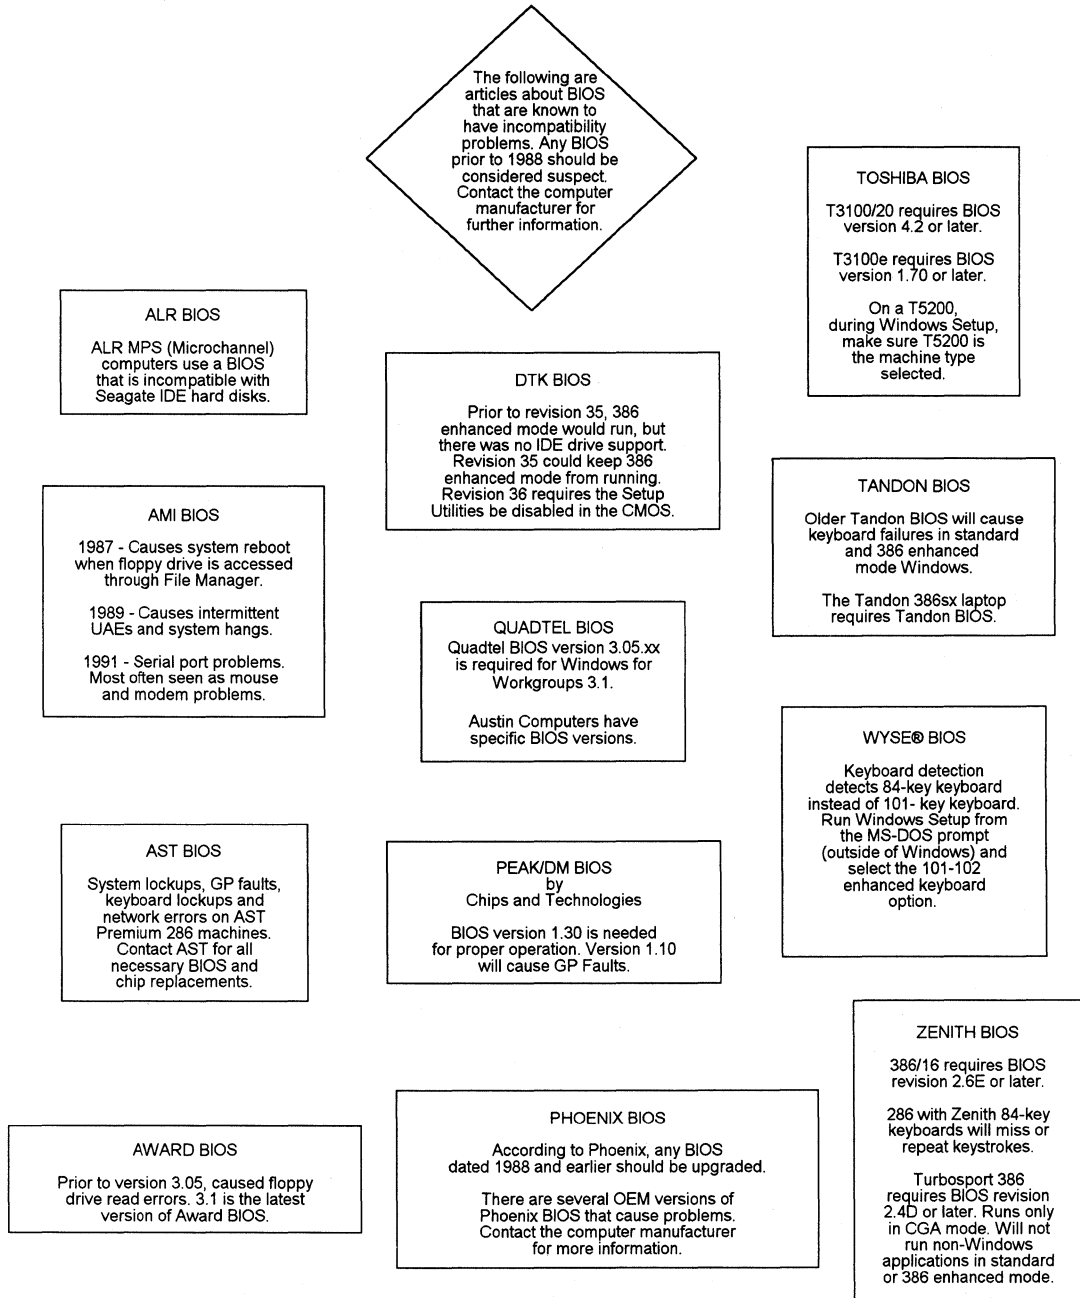 The following are
articles about BIOS
that are known to
have incompatibility
problems. Any BIOS
prior to 1988 should be
considered suspect.
Contact the computer
manufacturer for
further information.
ALR BIOS
ALR MPS (Microchannel)
computers use a BIOS
that is incompatible with
Seagate IDE hard disks.
AMI BIOS
1987 - Causes system reboot
when floppy drive is accessed
through File Manager.
1989 - Causes intermittent
UAEs and system hangs.
1991 - Serial port problems.
Most often seen as mouse
and modem problems.
AST BIOS
System lockups, GP faults,
keyboard lockups and
network errors on AST
Premium 286 machines.
Contact AST for all
necessary BIOS and
chip replacements.
AWARD BIOS
Prior to version 3.05, caused floppy
drive read errors. 3.1 is the latest
version of Award BIOS.
DTK BIOS
Prior to revision 35, 386
enhanced mode would run, but
there was no IDE drive support.
Revision 35 could keep 386
enhanced mode from running.
Revision 36 requires the Setup
Utilities be disabled in the CMOS.
QUADTEL BIOS
Quadtel BIOS version 3.05.xx
is required for Windows for
Workgroups 3.1.
Austin Computers have
specific BIOS versions.
PEAK/DM BIOS
by
Chips and Technologies
BIOS version 1.30 is needed
for proper operation. Version 1.10
will cause GP Faults.
PHOENIX BIOS
According to Phoenix, any BIOS
dated 1988 and earlier should be upgraded.
There are several OEM versions of
Phoenix BIOS that cause problems.
Contact the computer manufacturer
for more information.
TOSHIBA BIOS
T3100/20 requires BIOS
version 4.2 or later.
T3100e requires BIOS
version 1.70 or later.
On a T5200,
during Windows Setup,
make sure T5200 is
the machine type
selected.
TANDON BIOS
Older Tandon BIOS will cause
keyboard failures in standard
and 386 enhanced
mode Windows.
The Tandon 386sx laptop
requires Tandon BIOS.
WYSE® BIOS
Keyboard detection
detects 84-key keyboard
instead of 101- key keyboard.
Run Windows Setup from
the MS-DOS prompt
(outside of Windows) and
select the 101-102
enhanced keyboard
option.
ZENITH BIOS
386/16 requires BIOS
revision 2.6E or later.
286 with Zenith 84-key
keyboards will miss or
repeat keystrokes.
Turbosport 386
requires BIOS revision
2.4D or later. Runs only
in CGA mode. Will not
run non-Windows
applications in standard
or 386 enhanced mode.